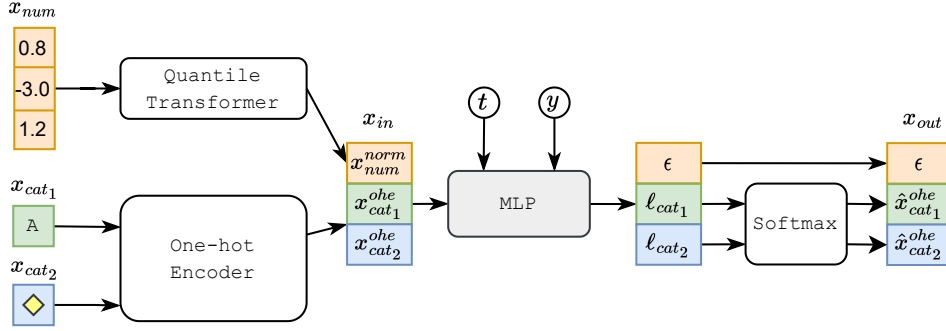 x_num
0.8
-3.0
1.2
Quantile
Transformer
x_cat₁
A
x_cat₂
One-hot
Encoder
x_in
x_num^norm
x_cat₁^ohe
x_cat₂^ohe
t
y
MLP
ϵ
ℓ_cat₁
ℓ_cat₂
Softmax
x_out
ϵ
x̂_cat₁^ohe
x̂_cat₂^ohe